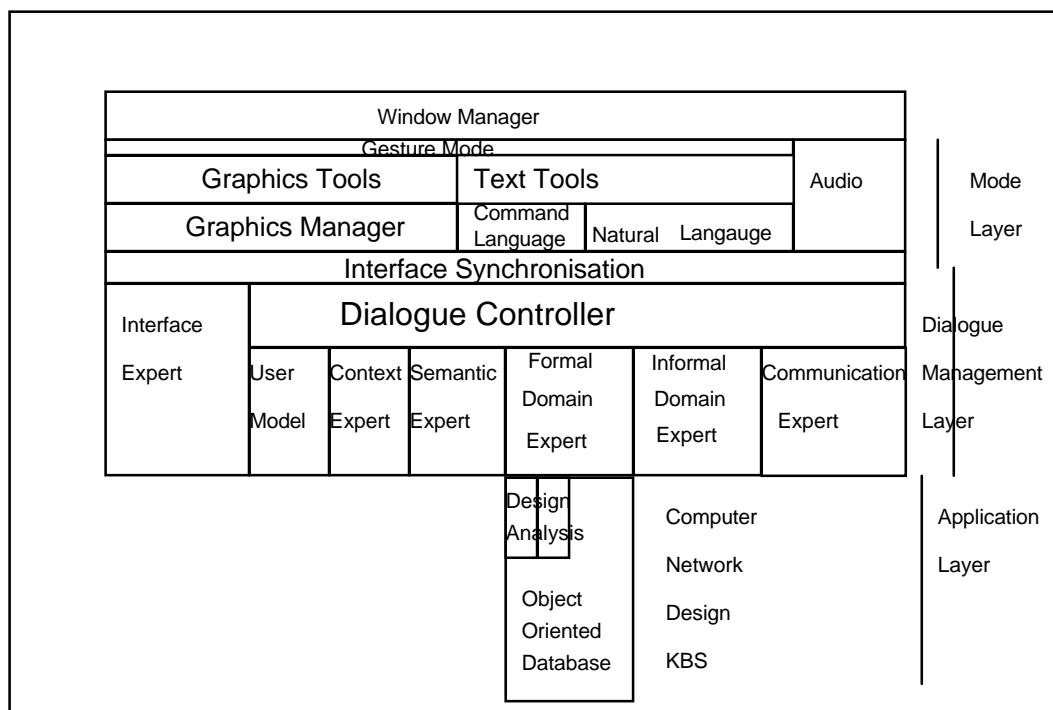 Window Manager
Gesture Mode
Graphics Tools
Text Tools
Audio
Mode
Layer
Graphics Manager
Command
Language
Natural Langauge
Interface Synchronisation
Dialogue Controller
Interface
Expert
User
Model
Context
Expert
Semantic
Expert
Formal
Domain
Expert
Informal
Domain
Expert
Communication
Expert
Dialogue
Management
Layer
Design
Analysis
Object
Oriented
Database
Computer
Network
Design
KBS
Application
Layer